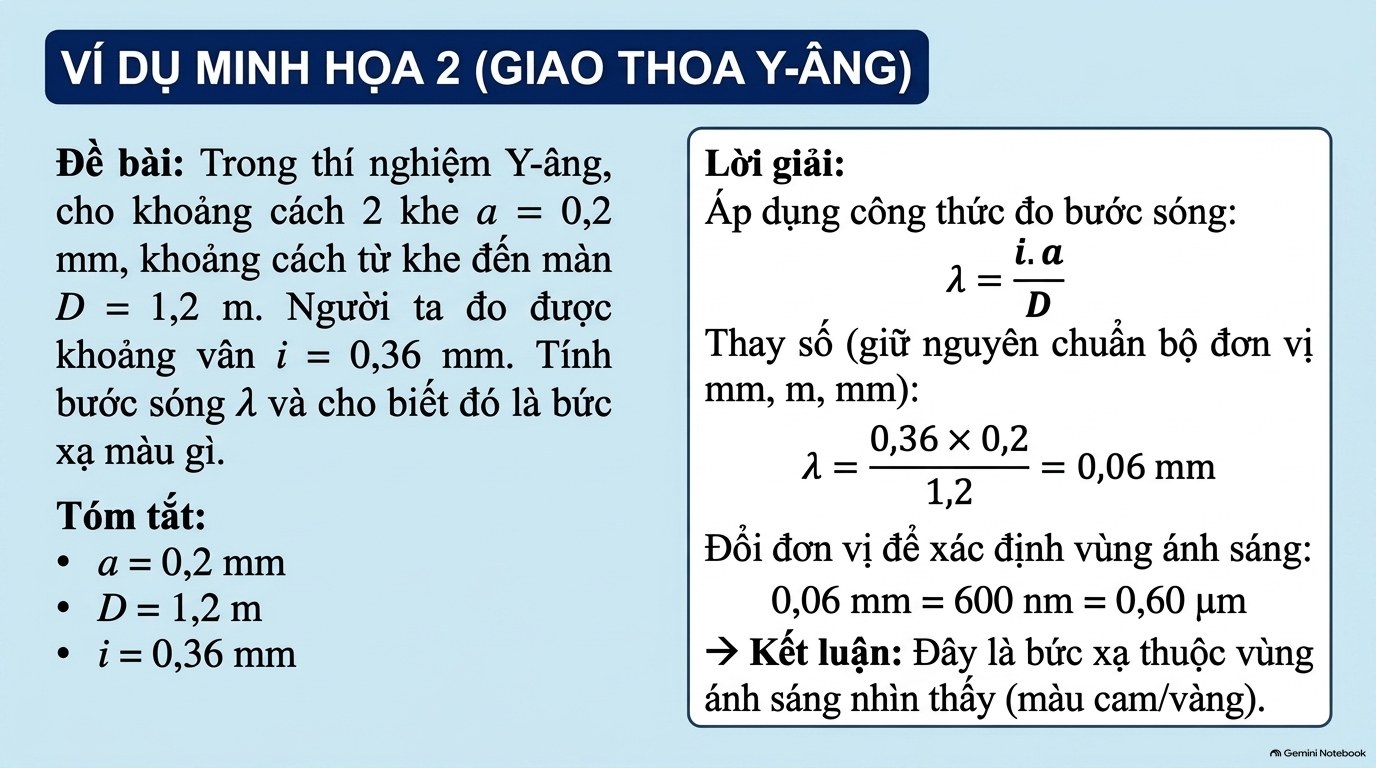 VÍ DỤ MINH HỌA 2 (GIAO THOA Y-ÂNG)
Đề bài: Trong thí nghiệm Y-âng,
cho khoảng cách 2 khe a = 0,2
mm, khoảng cách từ khe đến màn
D = 1,2 m. Người ta đo được
khoảng vân i = 0,36 mm. Tính
bước sóng λ và cho biết đó là bức
xạ màu gì.
Tóm tắt:
• a = 0,2 mm
• D = 1,2 m
• i = 0,36 mm
Lời giải:
Áp dụng công thức đo bước sóng:
λ = i. a / D
Thay số (giữ nguyên chuẩn bộ đơn vị
mm, m, mm):
λ = 0,36 × 0,2 / 1,2 = 0,06 mm
Đổi đơn vị để xác định vùng ánh sáng:
0,06 mm = 600 nm = 0,60 μm
→ Kết luận: Đây là bức xạ thuộc vùng
ánh sáng nhìn thấy (màu cam/vàng).
Gemini Notebook